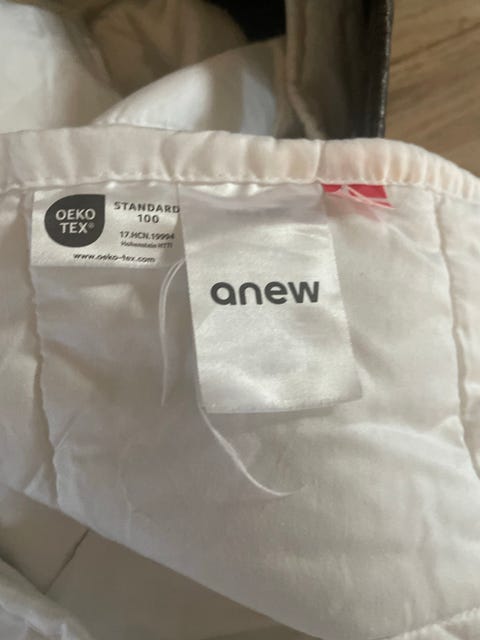 OEKO
TEX®
STANDARD
100
17.HCN.19994
Hohenstein HTTI
www.oeko-tex.com
anew